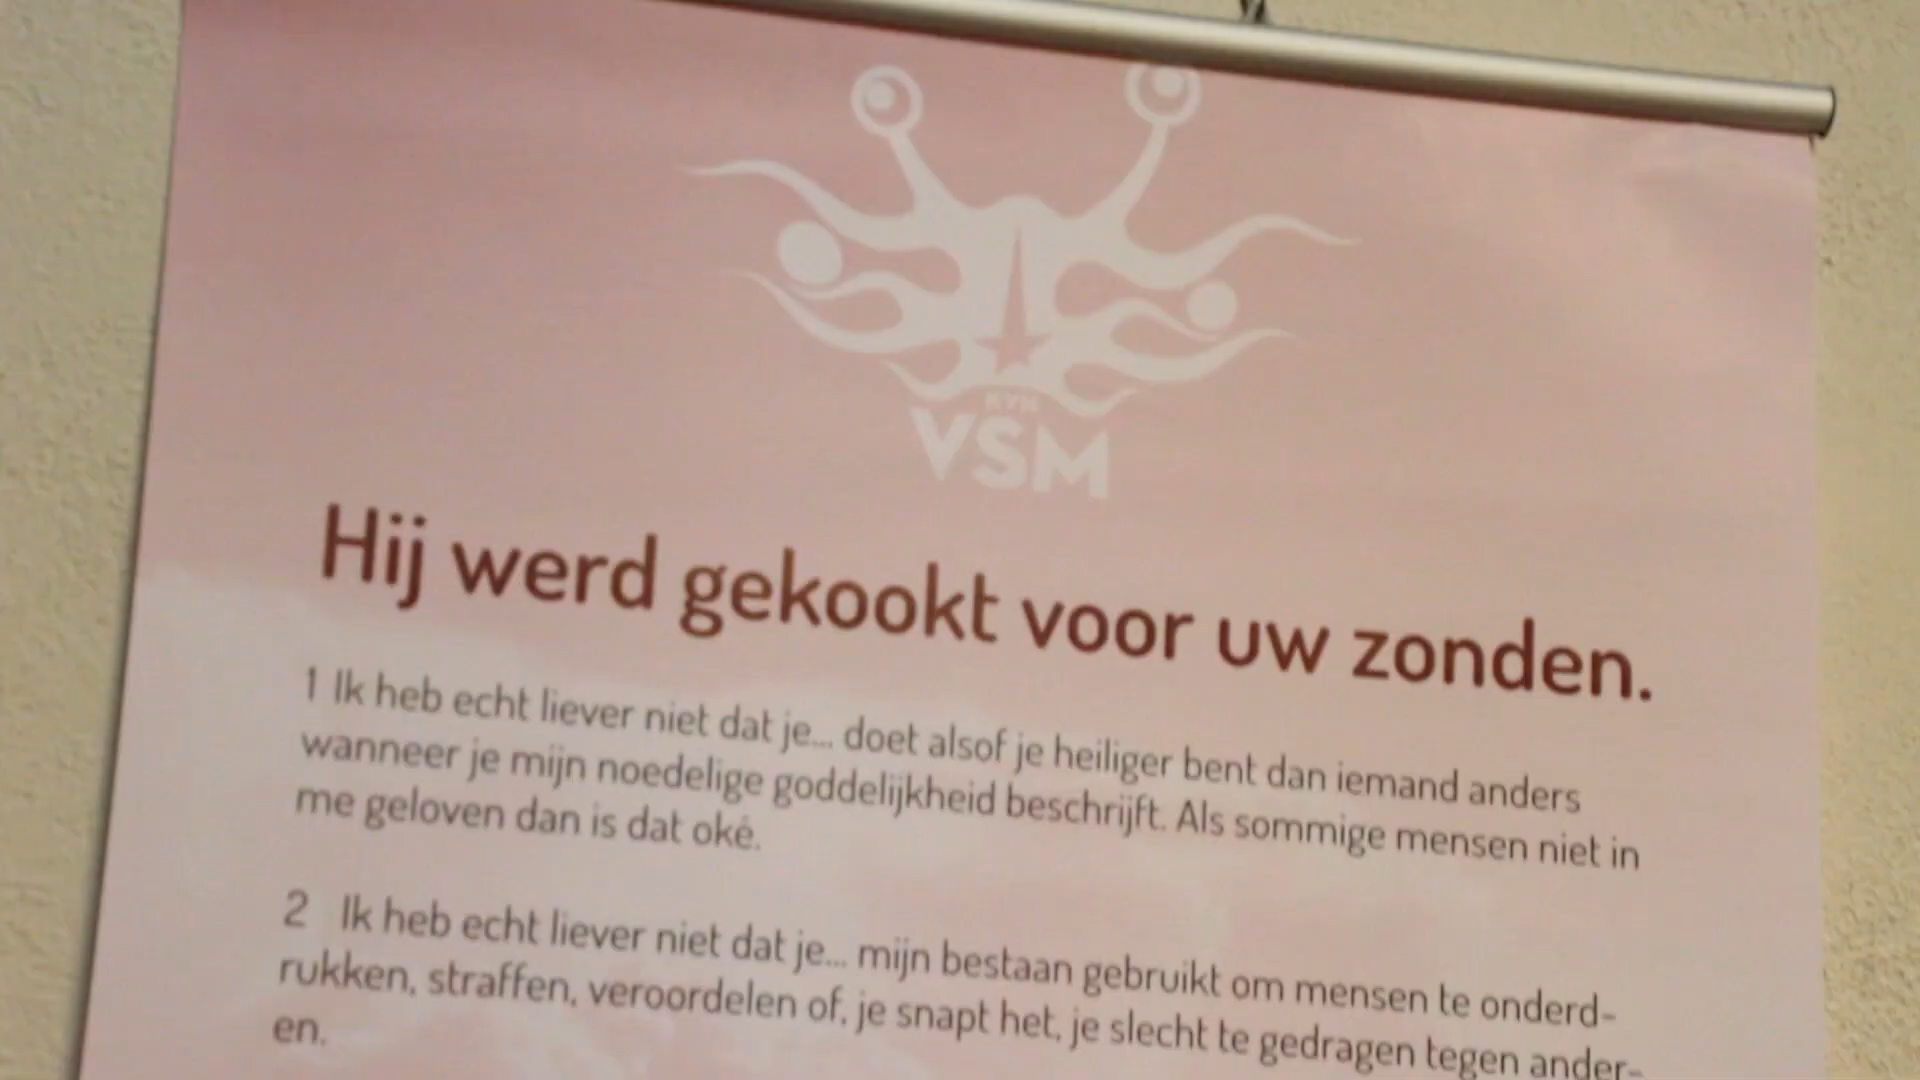 KVH
VSM
Hij werd gekookt voor uw zonden.
1 Ik heb echt liever niet dat je... doet alsof je heiliger bent dan iemand anders
wanneer je mijn noedelige goddelijkheid beschrijft. Als sommige mensen niet in
me geloven dan is dat oké.
2 Ik heb echt liever niet dat je... mijn bestaan gebruikt om mensen te onderd-
rukken, straffen, veroordelen of, je snapt het, je slecht te gedragen tegen ander-
en.